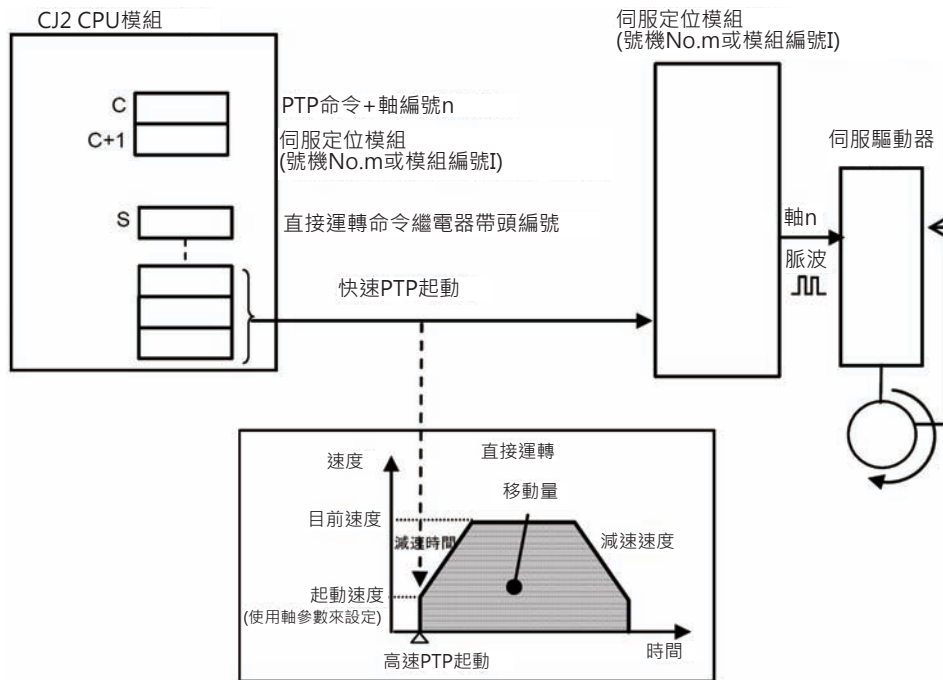 CJ2 CPU模組
伺服定位模組
(號機No.m或模組編號I)
C
PTP命令+軸編號n
C+1
伺服定位模組
(號機No.m或模組編號I)
伺服驅動器
S
直接運轉命令繼電器帶頭編號
軸n
脈波
快速PTP起動
速度
直接運轉
移動量
目前速度
減速時間
減速速度
起動速度
(使用軸參數來設定)
時間
高速PTP起動